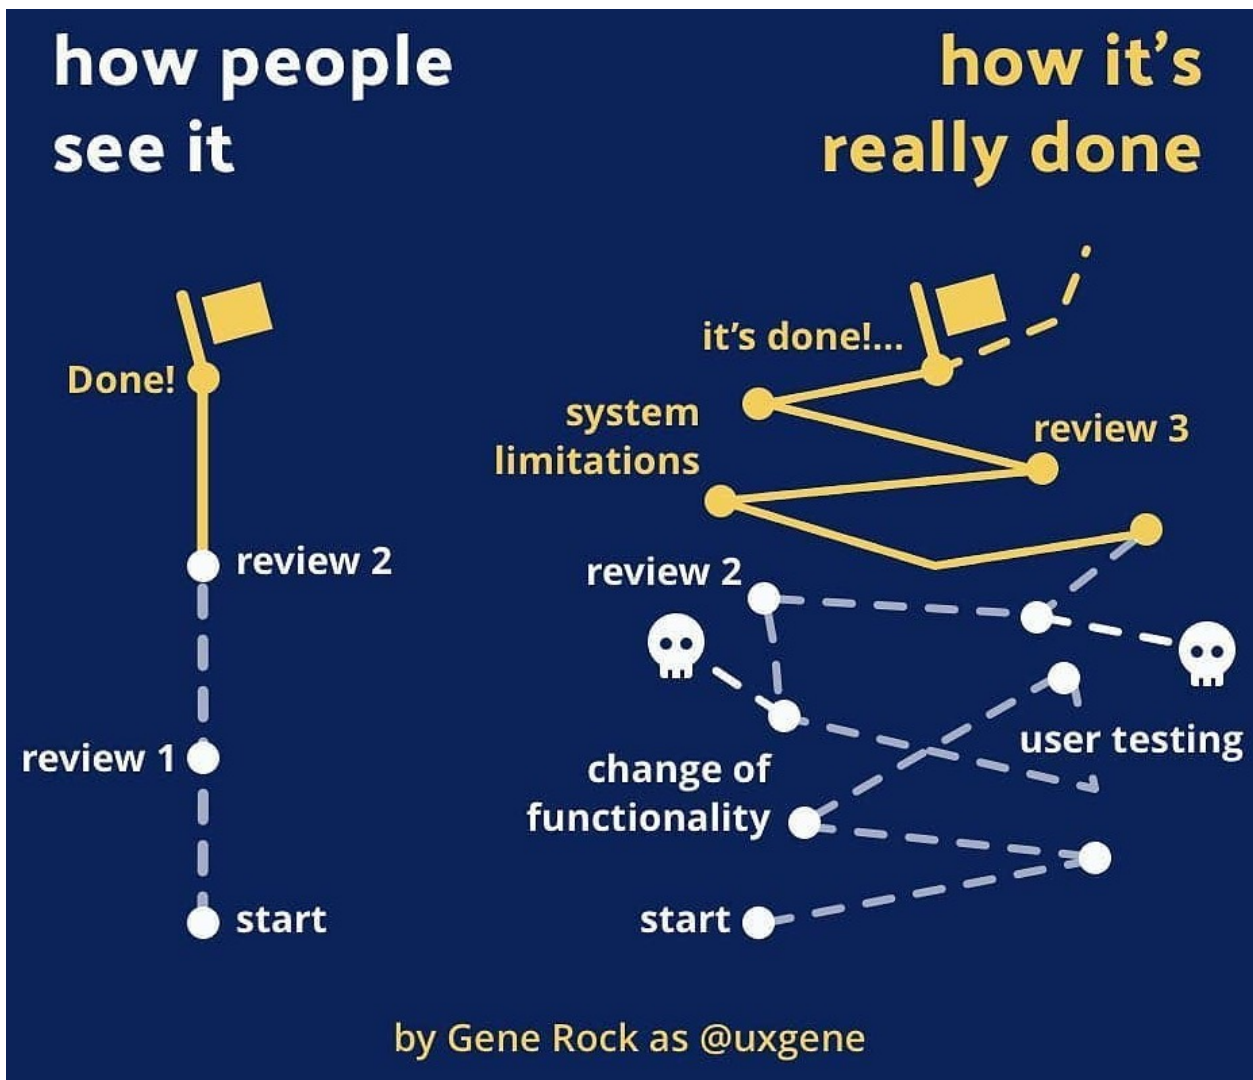 how people
see it
Done!
review 2
review 1
start
how it’s
really done
it’s done!...
system
limitations
review 3
review 2
user testing
change of
functionality
start
by Gene Rock as @uxgene